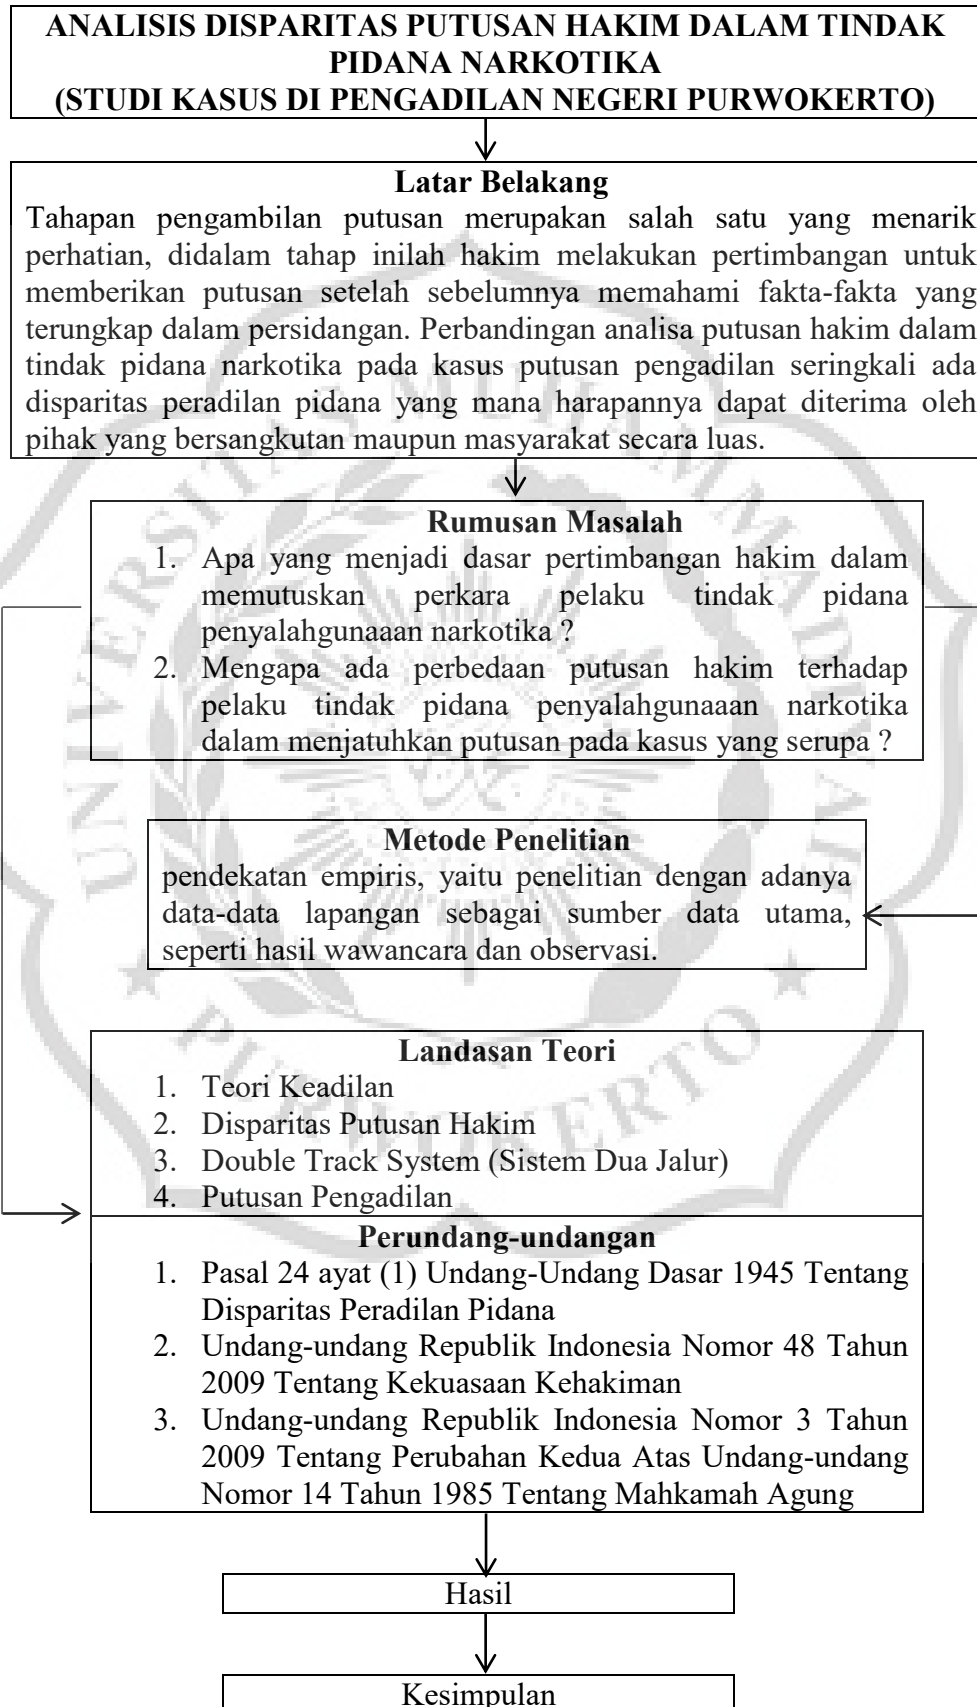 ANALISIS DISPARITAS PUTUSAN HAKIM DALAM TINDAK
PIDANA NARKOTIKA
(STUDI KASUS DI PENGADILAN NEGERI PURWOKERTO)
Latar Belakang
Tahapan pengambilan putusan merupakan salah satu yang menarik
perhatian, didalam tahap inilah hakim melakukan pertimbangan untuk
memberikan putusan setelah sebelumnya memahami fakta-fakta yang
terungkap dalam persidangan. Perbandingan analisa putusan hakim dalam
tindak pidana narkotika pada kasus putusan pengadilan seringkali ada
disparitas peradilan pidana yang mana harapannya dapat diterima oleh
pihak yang bersangkutan maupun masyarakat secara luas.
Rumusan Masalah
1. Apa yang menjadi dasar pertimbangan hakim dalam
memutuskan perkara pelaku tindak pidana
penyalahgunaaan narkotika ?
2. Mengapa ada perbedaan putusan hakim terhadap
pelaku tindak pidana penyalahgunaaan narkotika
dalam menjatuhkan putusan pada kasus yang serupa ?
Metode Penelitian
pendekatan empiris, yaitu penelitian dengan adanya
data-data lapangan sebagai sumber data utama,
seperti hasil wawancara dan observasi.
Landasan Teori
1. Teori Keadilan
2. Disparitas Putusan Hakim
3. Double Track System (Sistem Dua Jalur)
4. Putusan Pengadilan
Perundang-undangan
1. Pasal 24 ayat (1) Undang-Undang Dasar 1945 Tentang
Disparitas Peradilan Pidana
2. Undang-undang Republik Indonesia Nomor 48 Tahun
2009 Tentang Kekuasaan Kehakiman
3. Undang-undang Republik Indonesia Nomor 3 Tahun
2009 Tentang Perubahan Kedua Atas Undang-undang
Nomor 14 Tahun 1985 Tentang Mahkamah Agung
Hasil
Kesimpulan
UNIVERSITAS MUHAMMADIYAH
PURWOKERTO